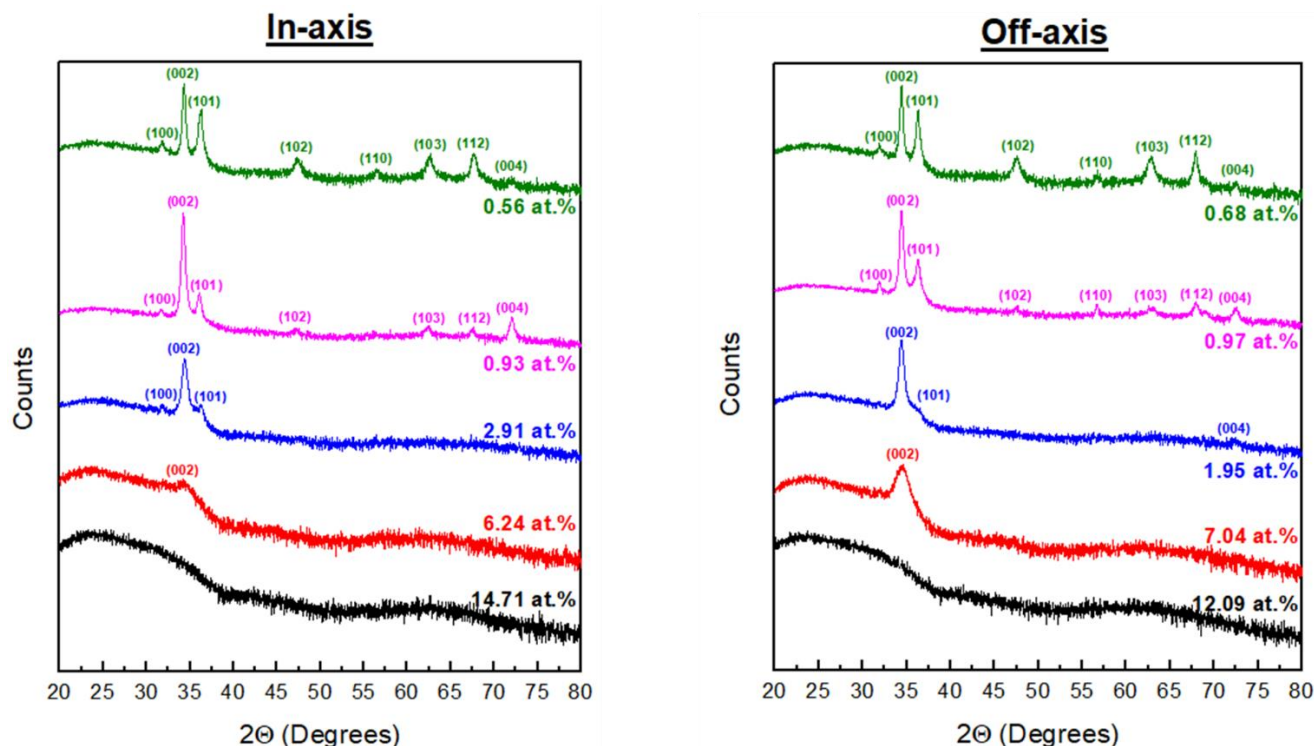 In-axis
(002)
(101)
(100)
(102)
(110)
(103)
(112)
(004)
0.56 at.%
(002)
(100)
(101)
(102)
(103)
(112)
(004)
0.93 at.%
(002)
(100)
(101)
2.91 at.%
(002)
6.24 at.%
14.71 at.%
Counts
20 25 30 35 40 45 50 55 60 65 70 75 80
2Θ (Degrees)
Off-axis
(002)
(101)
(100)
(102)
(110)
(103)
(112)
(004)
0.68 at.%
(002)
(101)
(100)
(102)
(110)
(103)
(112)
(004)
0.97 at.%
(002)
(101)
(004)
1.95 at.%
(002)
7.04 at.%
12.09 at.%
Counts
20 25 30 35 40 45 50 55 60 65 70 75 80
2Θ (Degrees)